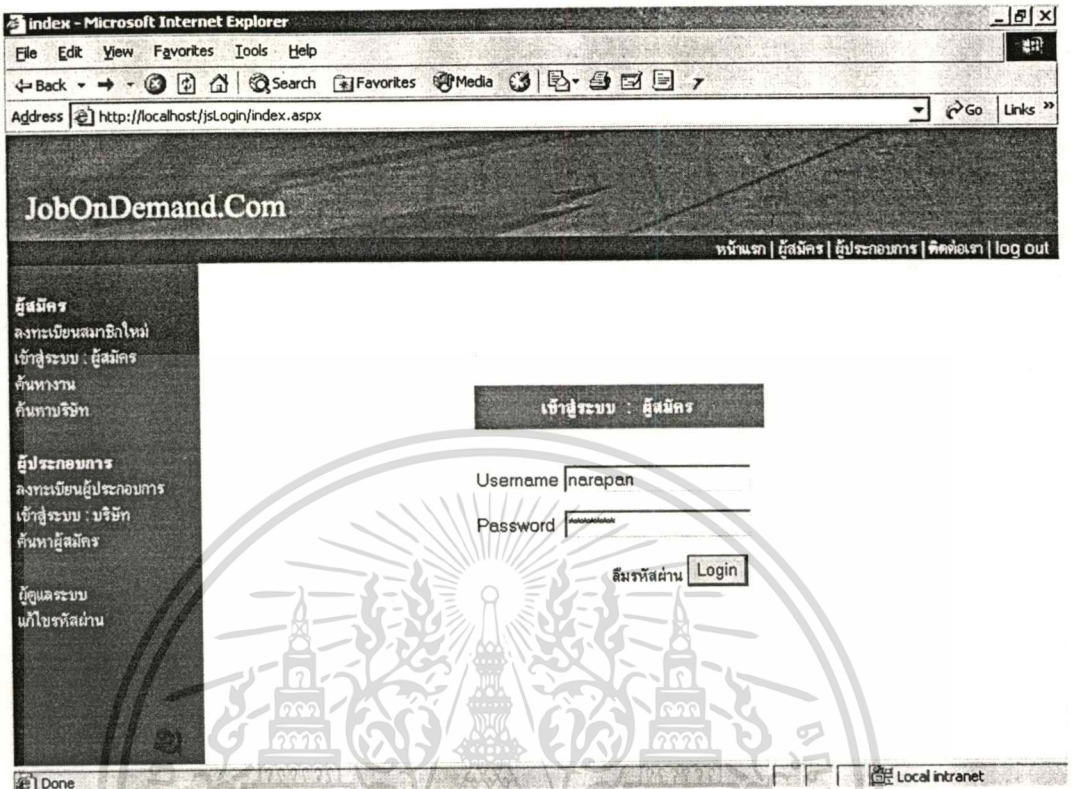 index - Microsoft Internet Explorer
File Edit View Favorites Tools Help
Back Search Favorites Media
Address http://localhost/jsLogin/index.aspx Go Links »
JobOnDemand.Com
หน้าแรก | ผู้สมัคร | ผู้ประกอบการ | ติดต่อเรา | log out
ผู้สมัคร
ลงทะเบียนสมาชิกใหม่
เข้าสู่ระบบ : ผู้สมัคร
ค้นหางาน
ค้นหาบริษัท
ผู้ประกอบการ
ลงทะเบียนผู้ประกอบการ
เข้าสู่ระบบ : บริษัท
ค้นหาผู้สมัคร
ผู้ดูแลระบบ
แก้ไขรหัสผ่าน
เข้าสู่ระบบ : ผู้สมัคร
Username narapan
Password ********
ลืมรหัสผ่าน Login
Done Local intranet